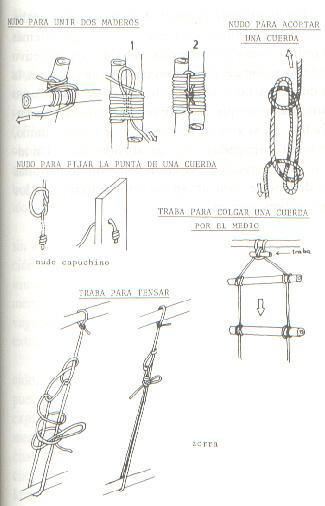 NUDO PARA UNIR DOS MADEROS
1
2
NUDO PARA ACORTAR
UNA CUERDA
NUDO PARA FIJAR LA PUNTA DE UNA CUERDA
nudo capuchino
TRABA PARA COLGAR UNA CUERDA
POR EL MEDIO
traba
TRABA PARA TENSAR
zorra